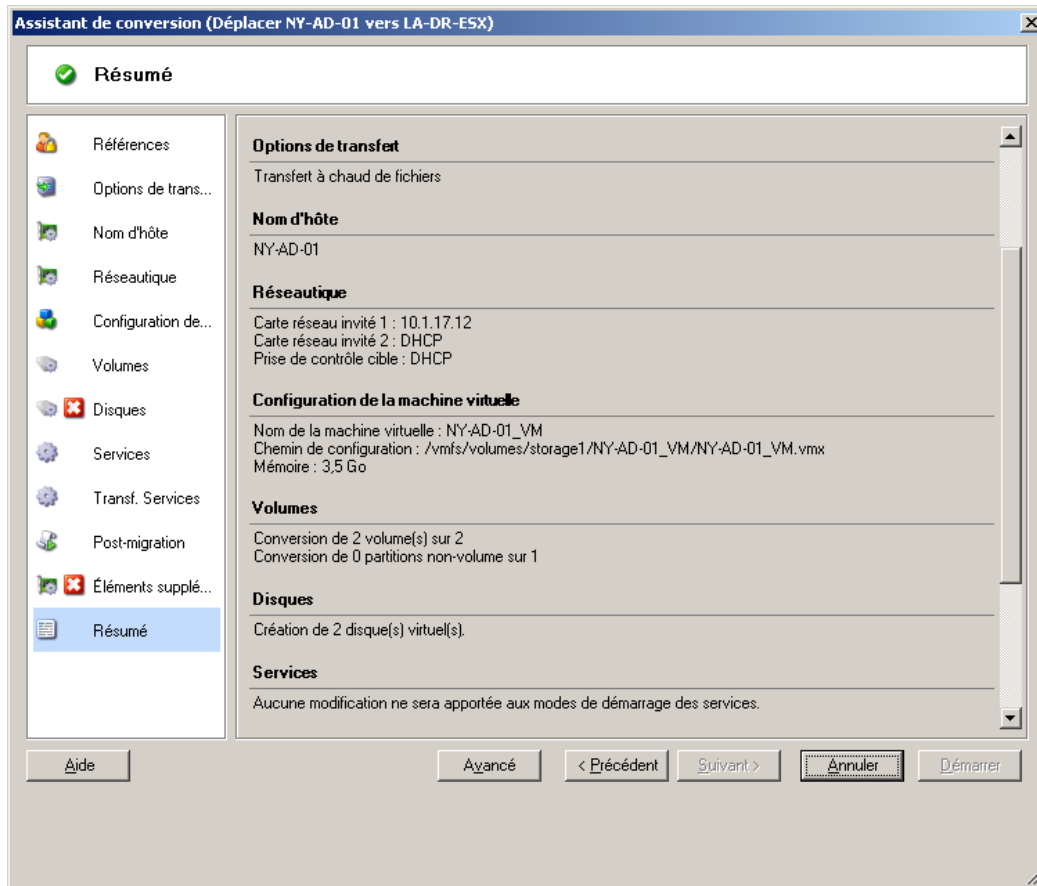 Assistant de conversion (Déplacer NY-AD-01 vers LA-DR-ESX)
Résumé
Références
Options de trans...
Nom d'hôte
Réseautique
Configuration de...
Volumes
Disques
Services
Transf. Services
Post-migration
Éléments supplé...
Résumé
Options de transfert
Transfert à chaud de fichiers
Nom d'hôte
NY-AD-01
Réseautique
Carte réseau invité 1 : 10.1.17.12
Carte réseau invité 2 : DHCP
Prise de contrôle cible : DHCP
Configuration de la machine virtuelle
Nom de la machine virtuelle : NY-AD-01_VM
Chemin de configuration : /vmfs/volumes/storage1/NY-AD-01_VM/NY-AD-01_VM.vmx
Mémoire : 3,5 Go
Volumes
Conversion de 2 volume(s) sur 2
Conversion de 0 partitions non-volume sur 1
Disques
Création de 2 disque(s) virtuel(s).
Services
Aucune modification ne sera apportée aux modes de démarrage des services.
Aide
Avancé
< Précédent
Suivant >
Annuler
Démarrer